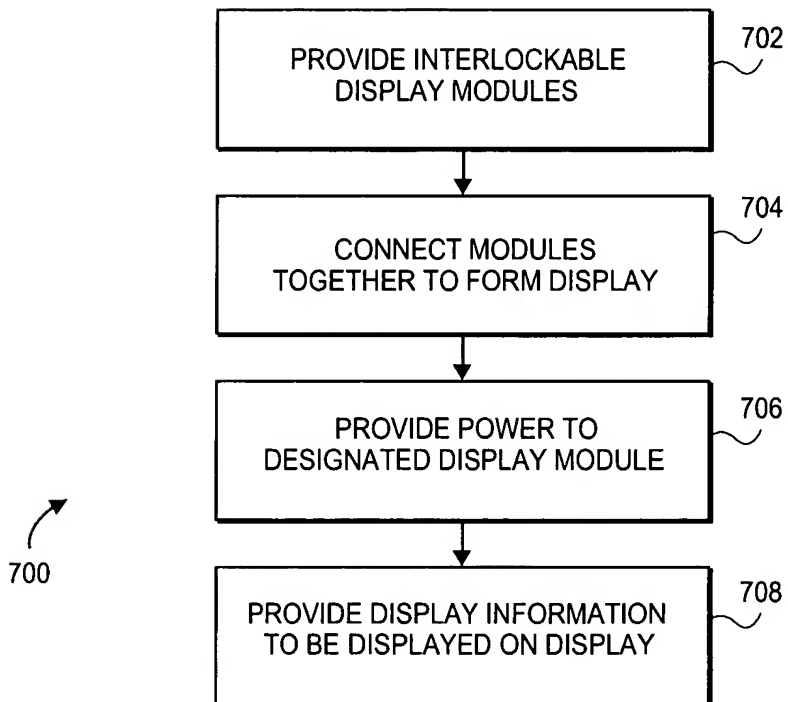 PROVIDE INTERLOCKABLE
DISPLAY MODULES
702
CONNECT MODULES
TOGETHER TO FORM DISPLAY
704
PROVIDE POWER TO
DESIGNATED DISPLAY MODULE
706
700
PROVIDE DISPLAY INFORMATION
TO BE DISPLAYED ON DISPLAY
708